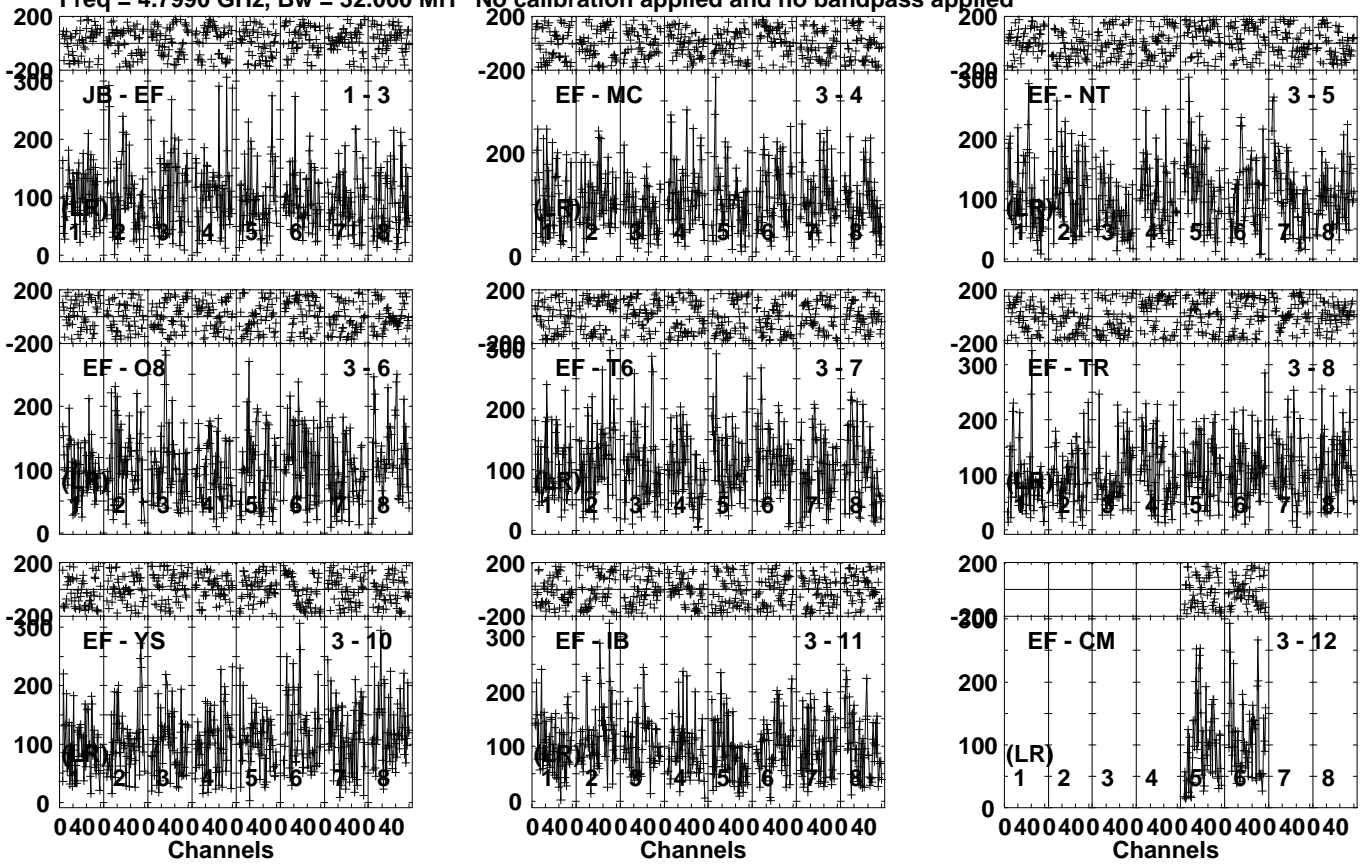 Freq = 4.7990 GHz, Bw = 32.000 MH No calibration applied and no bandpass applied
200 200 200
-200 -200 -200
300 300
JB - EF 1 - 3 EF - MC 3 - 4 EF - NT 3 - 5
200 200 200
100 100
(LR) (LR) (LR)
1 2 3 4 5 6 7 8 1 2 3 4 5 6 7 8 1 2 3 4 5 6 7 8
0 0 0
200 200 200
-200 -200 -200
300 300
EF - O8 3 - 6 EF - T6 3 - 7 EF - TR 3 - 8
200 200 200
100 100 100
(LR) (LR) (LR)
1 2 3 4 5 6 7 8 1 2 3 4 5 6 7 8 1 2 3 4 5 6 7 8
0 0 0
200 200 200
-200 -200 -200
300 300 300
EF - YS 3 - 10 EF - IB 3 - 11 EF - CM 3 - 12
200 200 200
100 100 100
(LR) (LR) (LR)
1 2 3 4 5 6 7 8 1 2 3 4 5 6 7 8 1 2 3 4 5 6 7 8
0 0 0
0 40 0 40 0 40 0 40 0 40 0 40 0 40 0 40 0 40 0 40 0 40 0 40 0 40 0 40 0 40 0 40 0 40 0 40 0 40 0 40 0 40 0 40 0 40 0 40
Channels Channels Channels